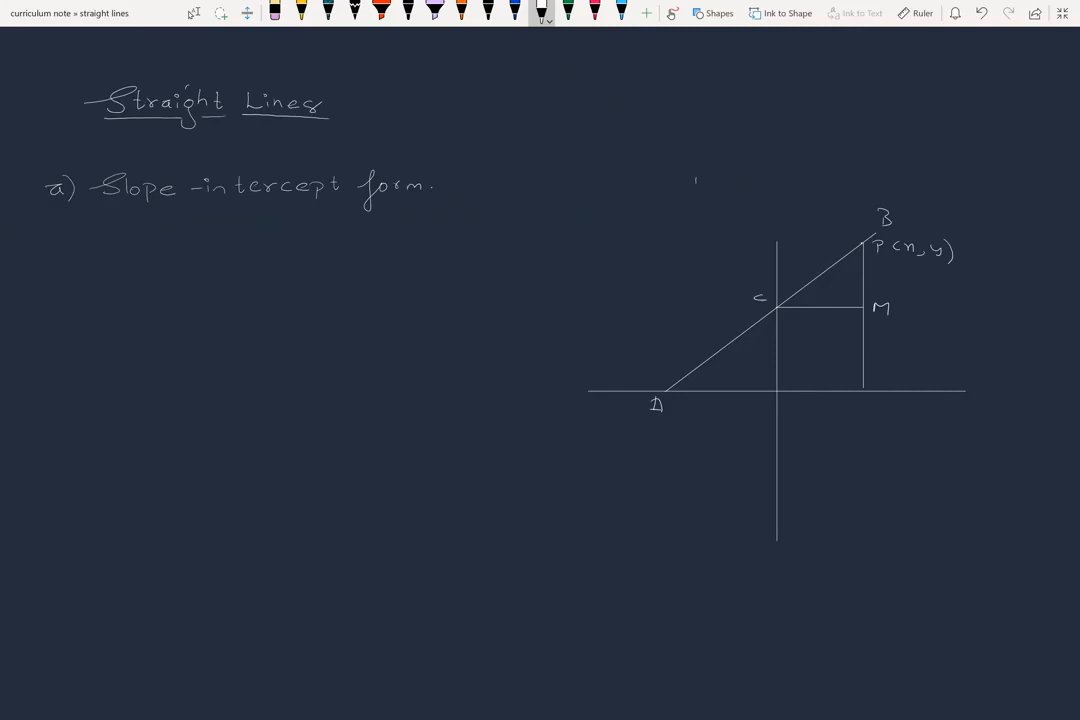 curriculum note » straight lines
Shapes
Ink to Shape
Ink to Text
Ruler
Straight Lines
a) Slope-intercept form.
B
P(x, y)
C
M
D